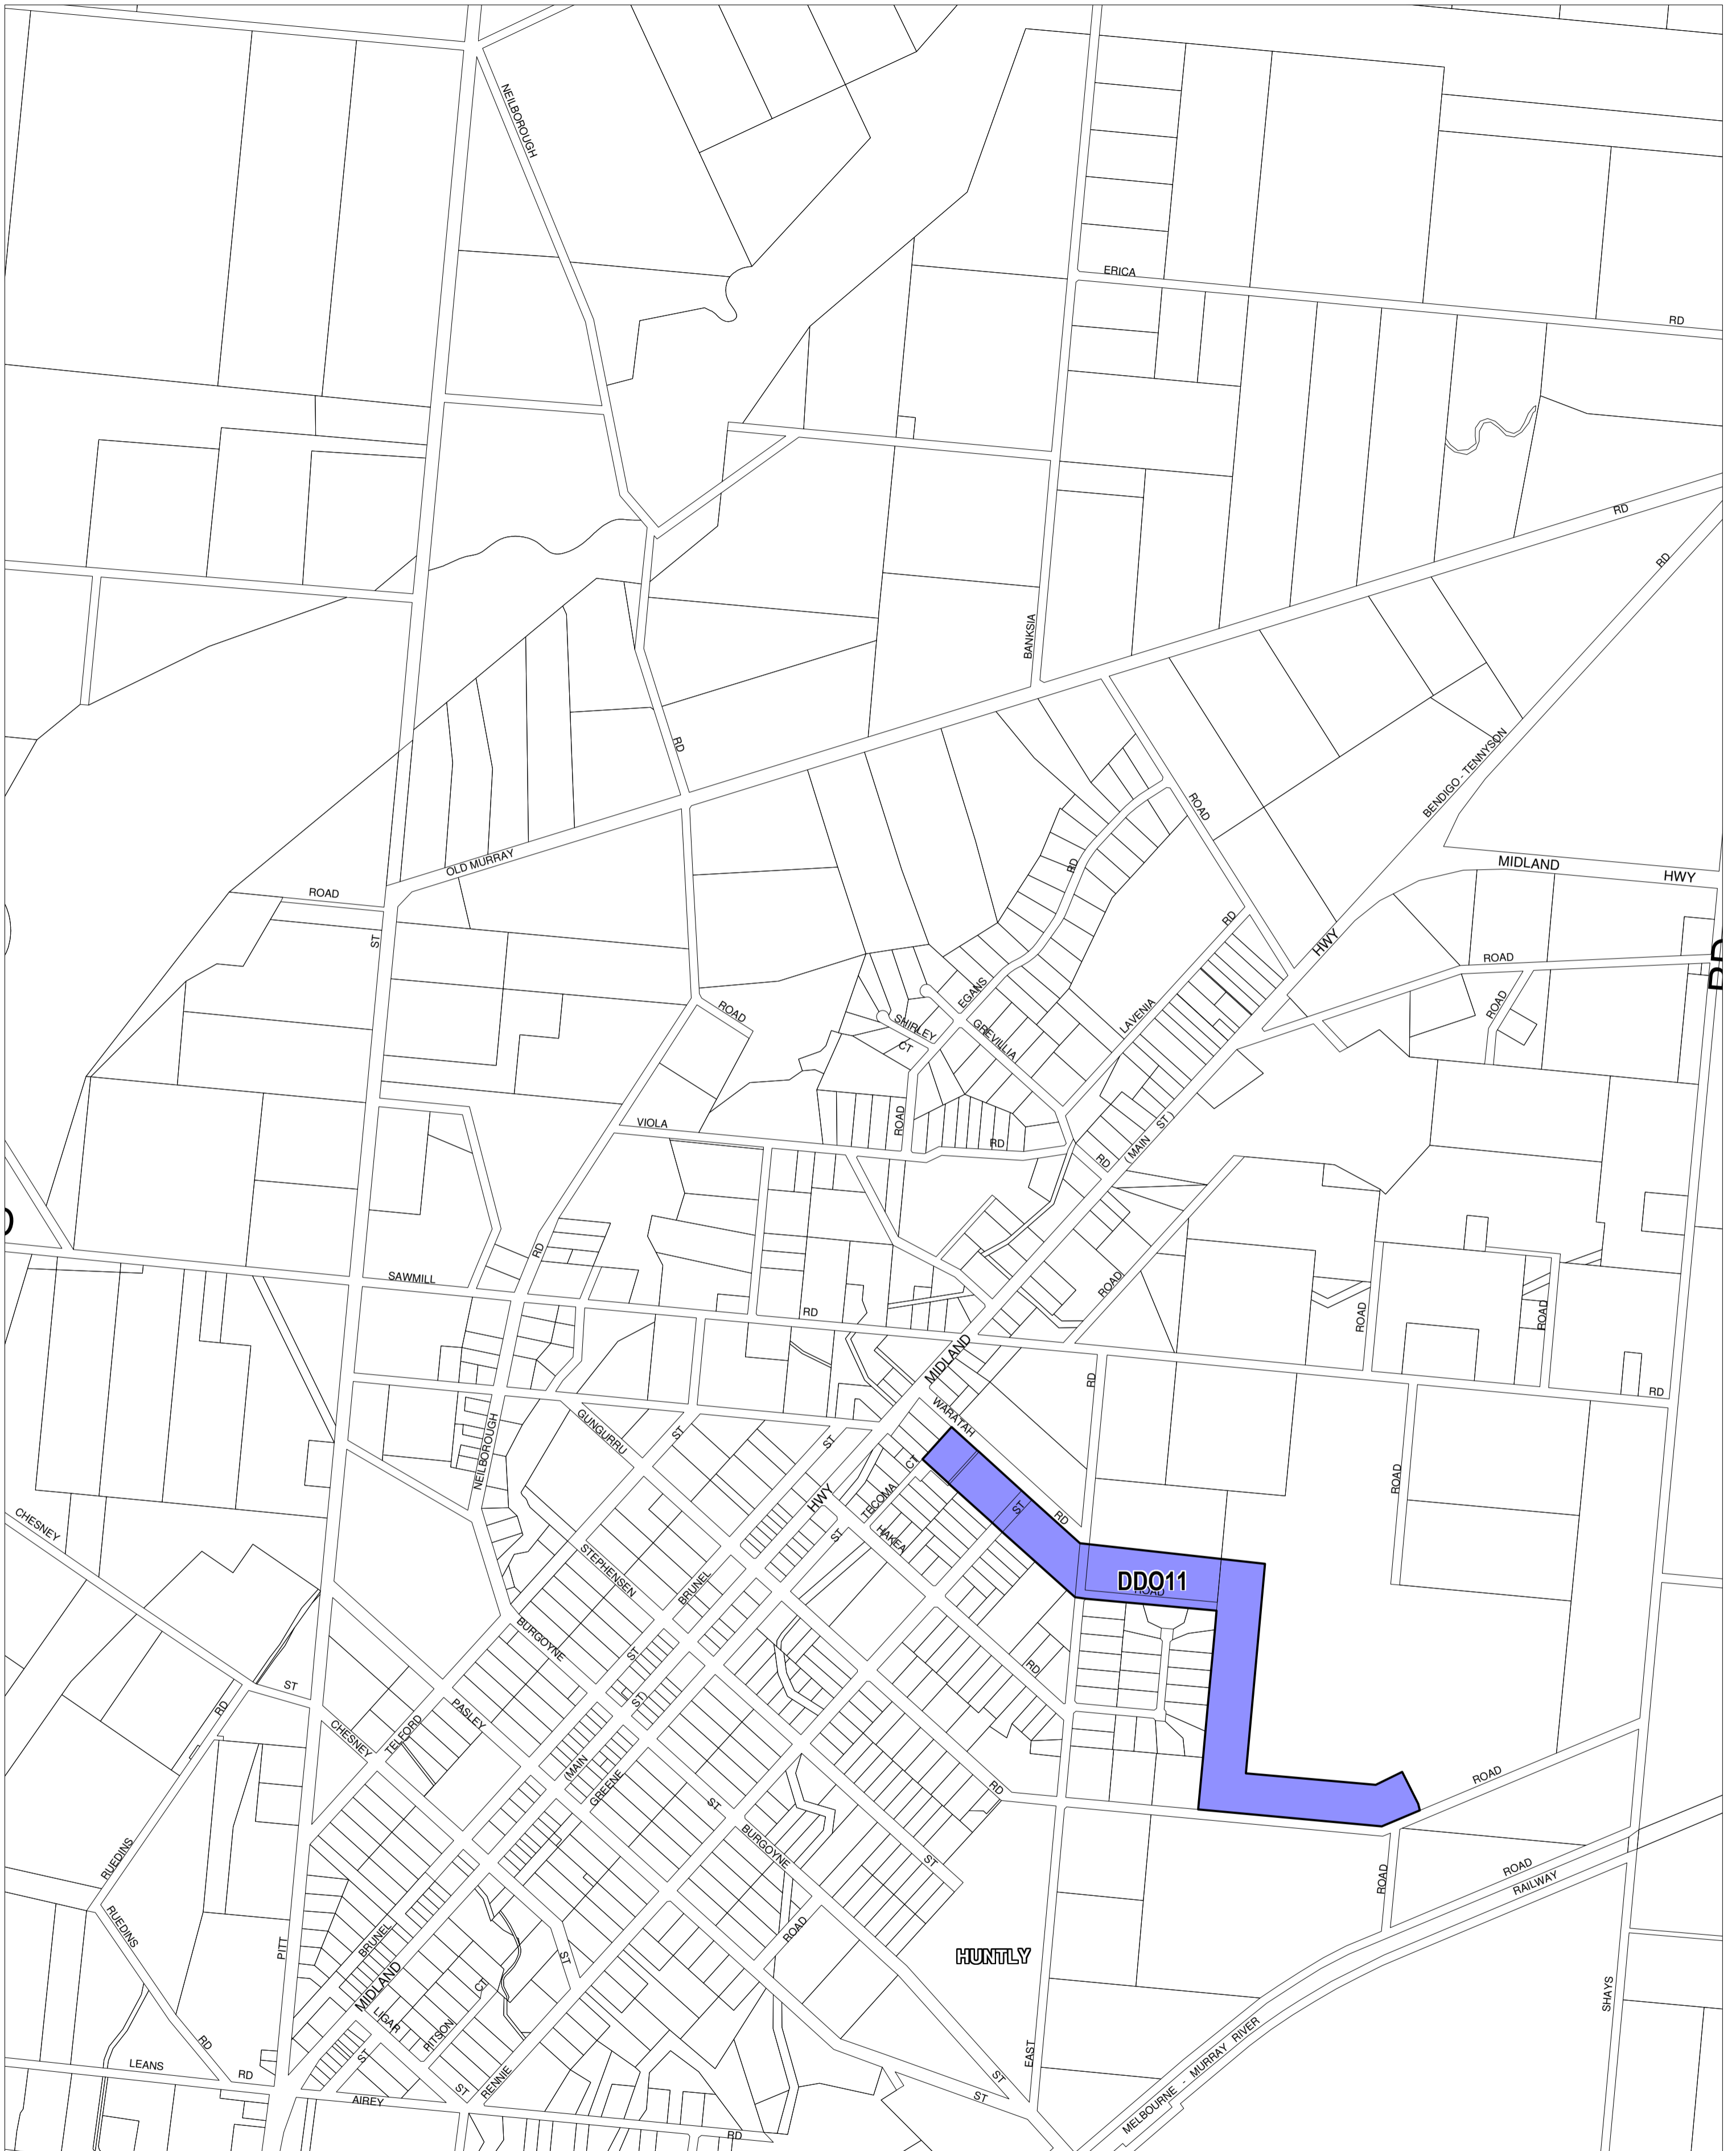 NEILBOROUGH
ERICA
RD
RD
RD
BANKSIA
RD
BENDIGO - TENNYSON
ROAD
OLD MURRAY
MIDLAND
HWY
RD
ROAD
RD
ST
HWY
ROAD
EGANS
ROAD
ROAD
LAVENIA
SHIRLEY
CT
GREVILLIA
VIOLA
ROAD
RD
(MAIN
ST)
RD
RD
SAWMILL
ROAD
RD
ROAD
ROAD
MIDLAND
RD
RD
WARATAH
GUNGURRU
ST
ST
NEILBOROUGH
CT
ROAD
TECOMA
HWY
ST
RD
CHESNEY
ST
HAKEA
STEPHENSEN
BRUNEL
DDO11
ROAD
BURGOYNE
ST
RD
ST
ST)
RD
PASLEY
TELFORD
CHESNEY
(MAIN
GREENE
ST
RD
ROAD
BURGOYNE
RUEDINS
ST
ROAD
ROAD
RAILWAY
RUEDINS
BRUNEL
ROAD
PITT
ST
HUNTLY
MIDLAND
CT
SHAYS
LIGAR
RITSON
RD
ST
EAST
MELBOURNE - MURRAY RIVER
LEANS
RD
ST
RENNIE
ST
ST
AIREY
RD